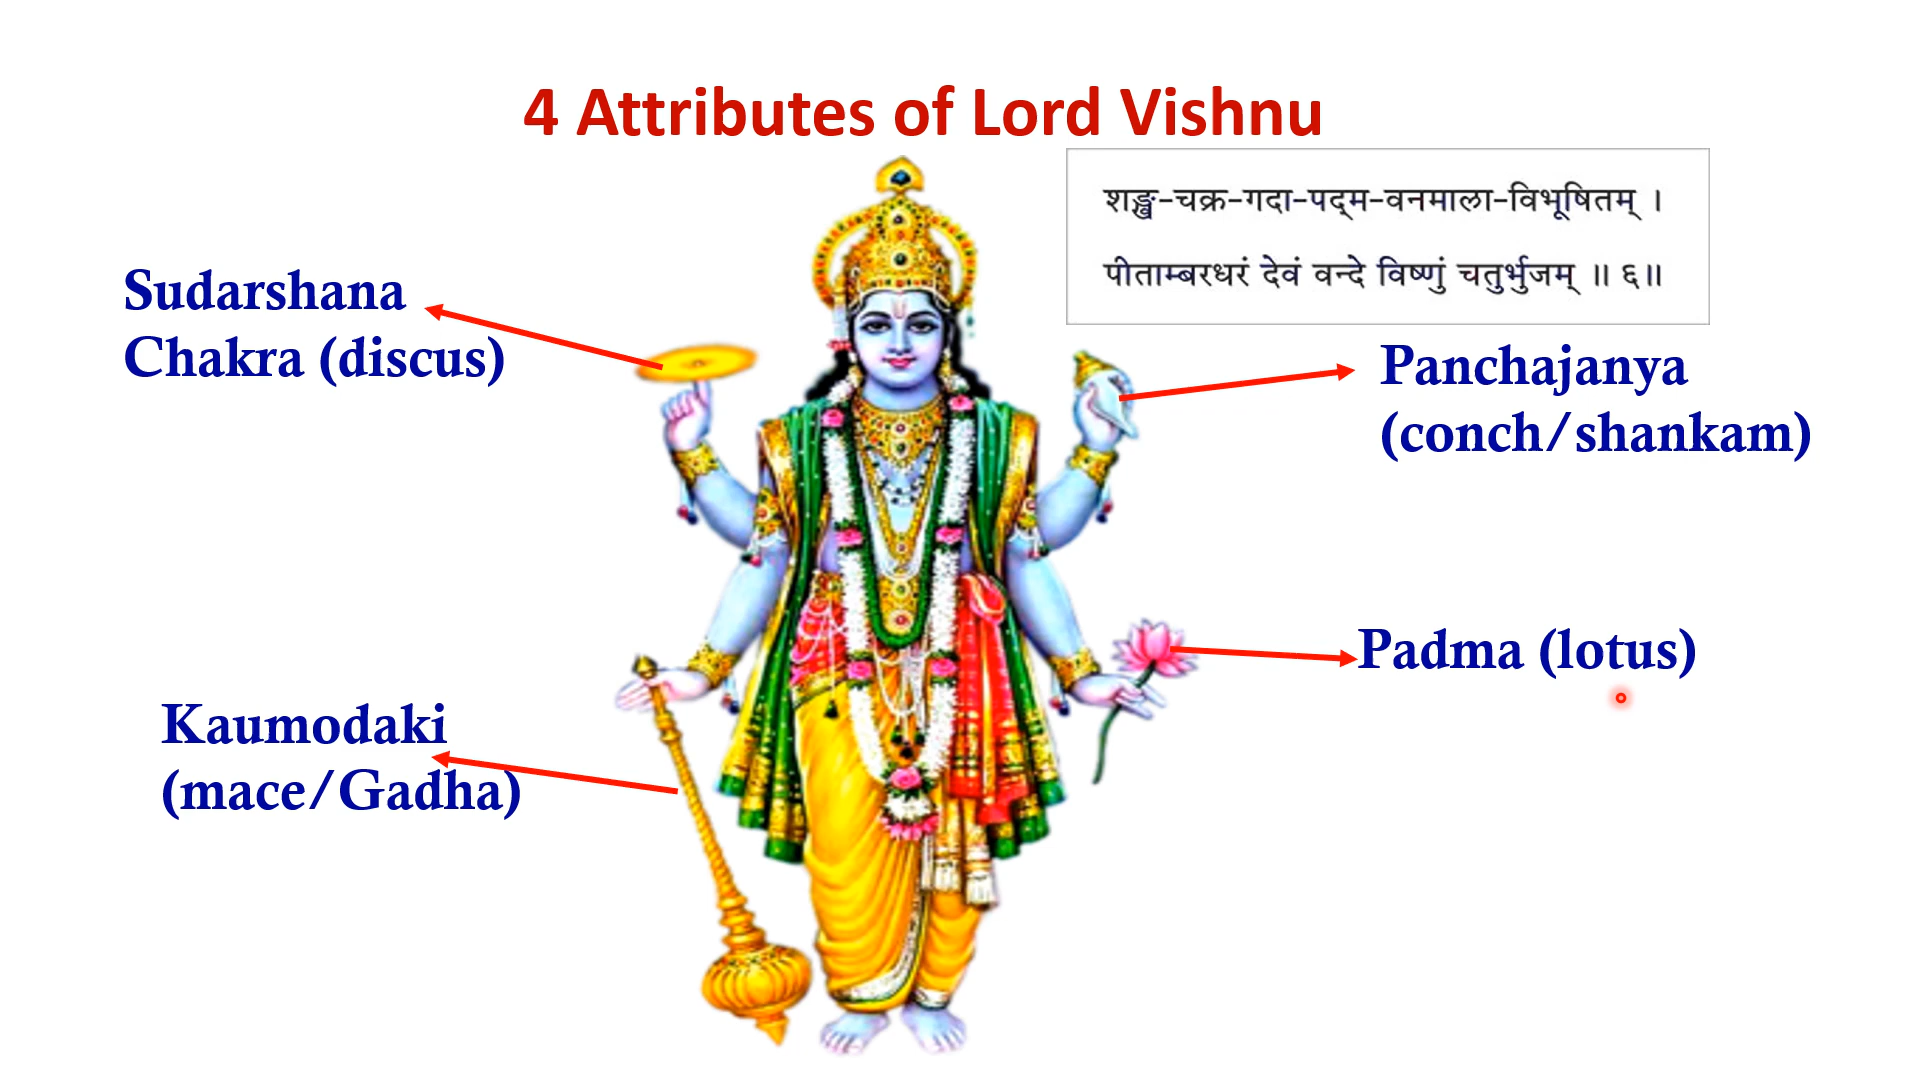 4 Attributes of Lord Vishnu
शङ्ख-चक्र-गदा-पद्म-वनमाला-विभूषितम् ।
पीताम्बरधरं देवं वन्दे विष्णुं चतुर्भुजम् ॥ ६॥
Sudarshana
Chakra (discus)
Panchajanya
(conch/shankam)
Padma (lotus)
Kaumodaki
(mace/Gadha)